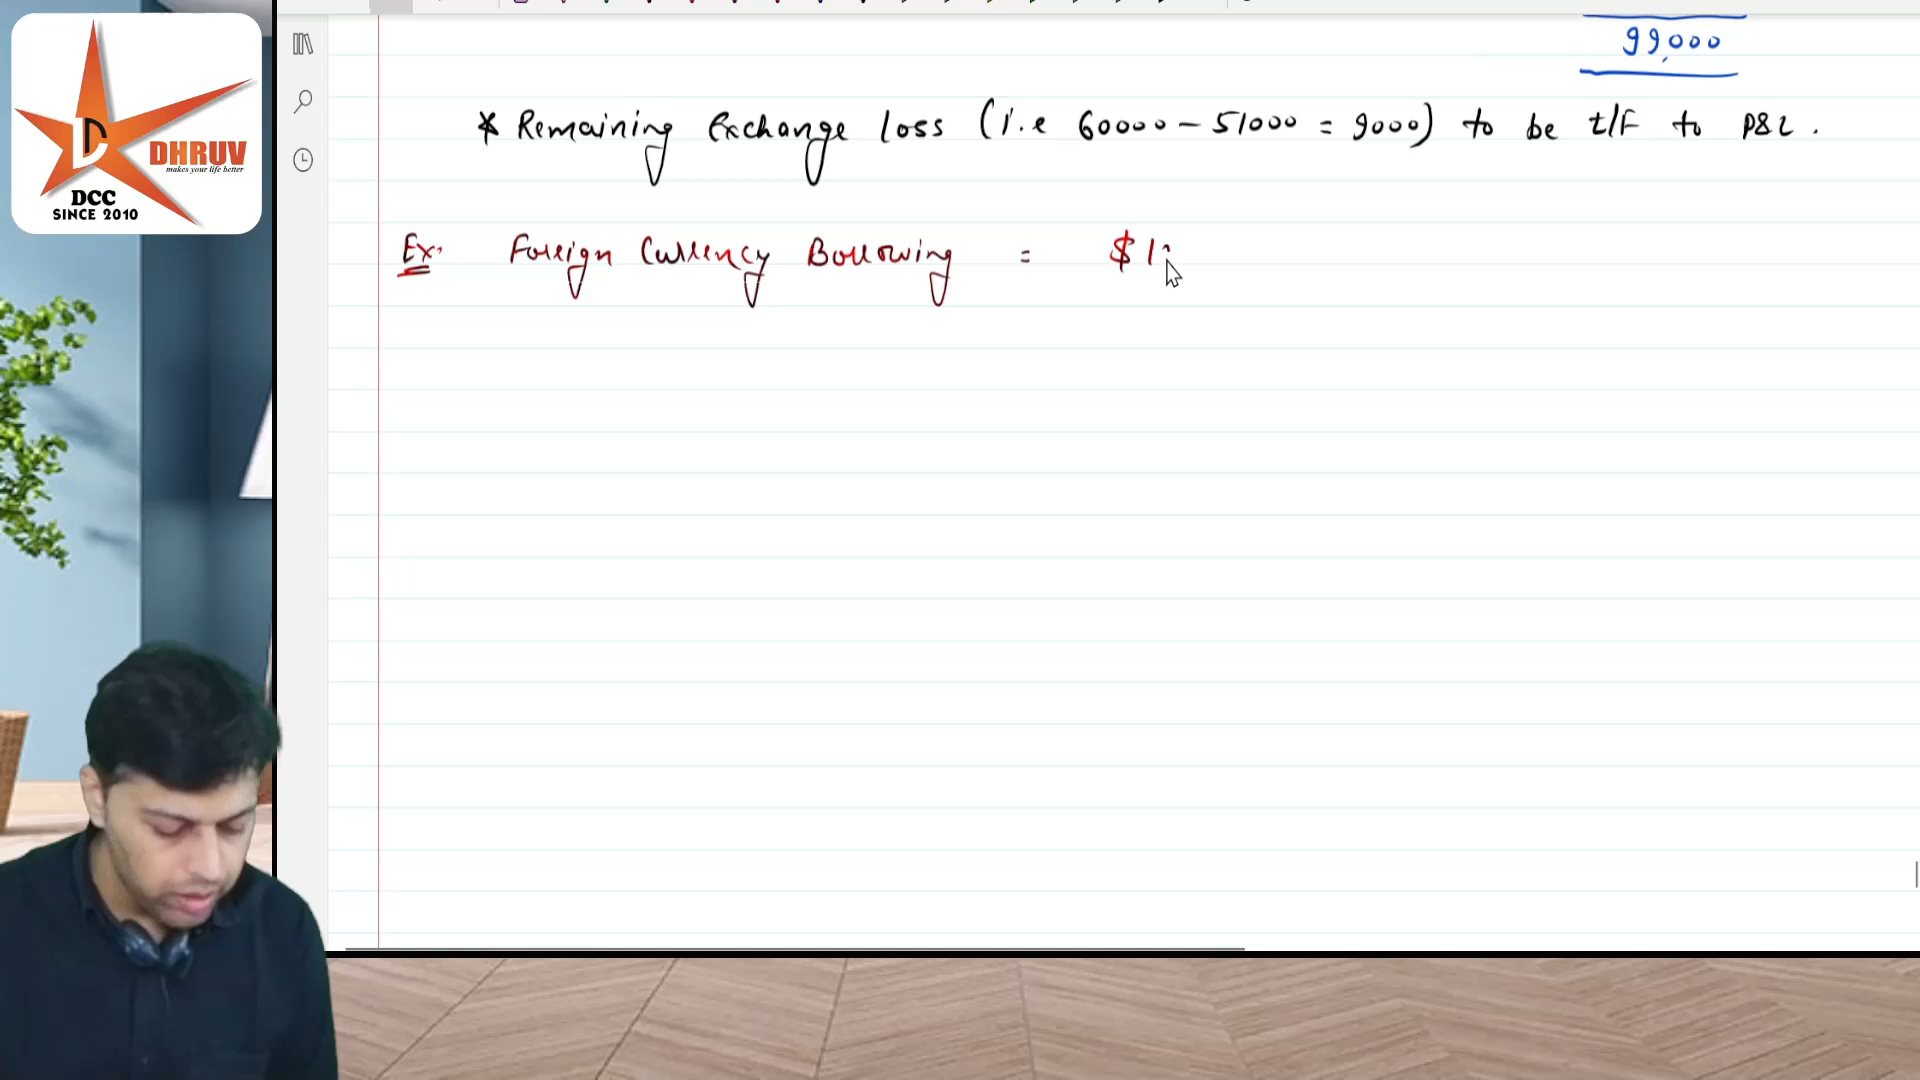 99,000
* Remaining Exchange loss (i.e 60000 - 51000 = 9000) to be t/f to P&L.
Ex. Foreign Currency Borrowing = $1
D
DHRUV
makes your life better
DCC
SINCE 2010